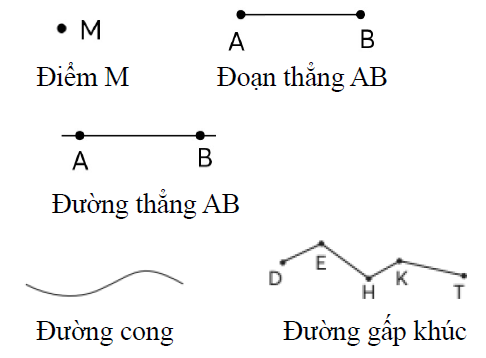 M
A B
Điểm M Đoạn thẳng AB
A B
Đường thẳng AB
D E H K T
Đường cong Đường gấp khúc